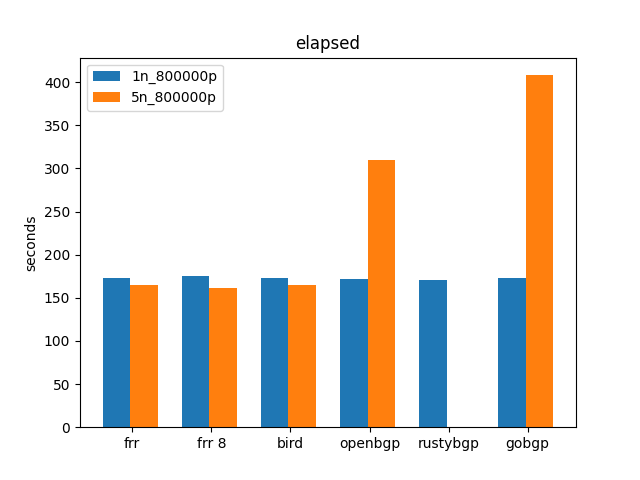 elapsed
1n_800000p
5n_800000p
seconds
400
350
300
250
200
150
100
50
0
frr
frr 8
bird
openbgp
rustybgp
gobgp